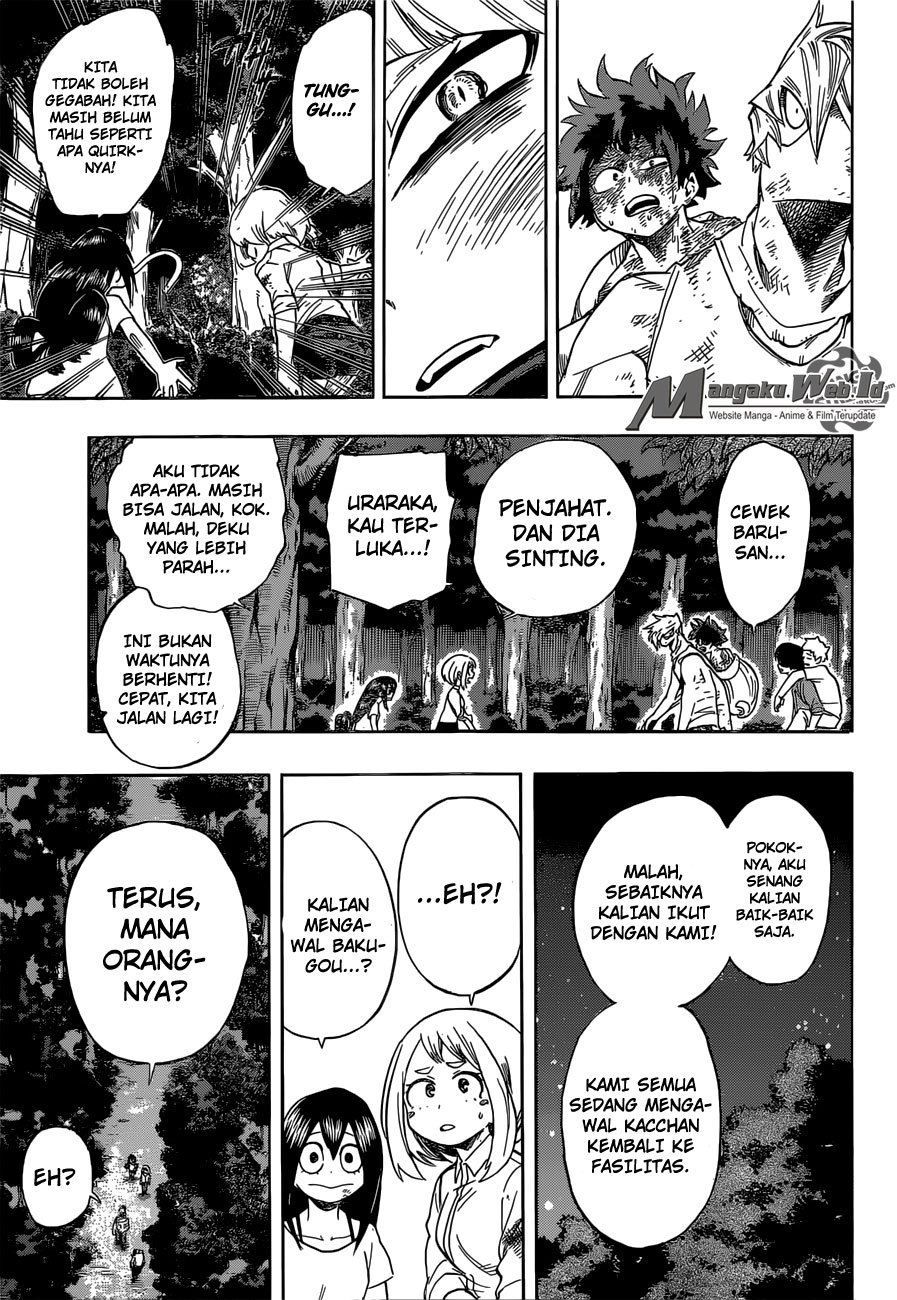 TUNG-
GU...!
KITA
TIDAK BOLEH
GEGABAH! KITA
MASIH BELUM
TAHU SEPERTI
APA QUIRK-
NYA!
Mangaku.Web.Id
Website Manga - Anime & Film Terupdate
CEWEK
BARU-
SAN...
PENJAHAT.
DAN DIA
SINTING.
URARAKA,
KAU TER-
LUKA...!
AKU TIDAK
APA-APA. MASIH
BISA JALAN, KOK.
MALAH, DEKU
YANG LEBIH
PARAH...
INI BUKAN
WAKTUNYA
BERHENTI!
CEPAT, KITA
JALAN LAGI!
POKOK-
NYA, AKU
SENANG
KALIAN
BAIK-BAIK
SAJA.
MALAH,
SEBAIKNYA
KALIAN IKUT
DENGAN KAMI!
KAMI SEMUA
SEDANG MENGA-
WAL KACCHAN
KEMBALI KE
FASILITAS.
...EH?!
KALIAN
MENGA-
WAL BAKU-
GOU...?
TERUS,
MANA
ORANG-
NYA?
EH?